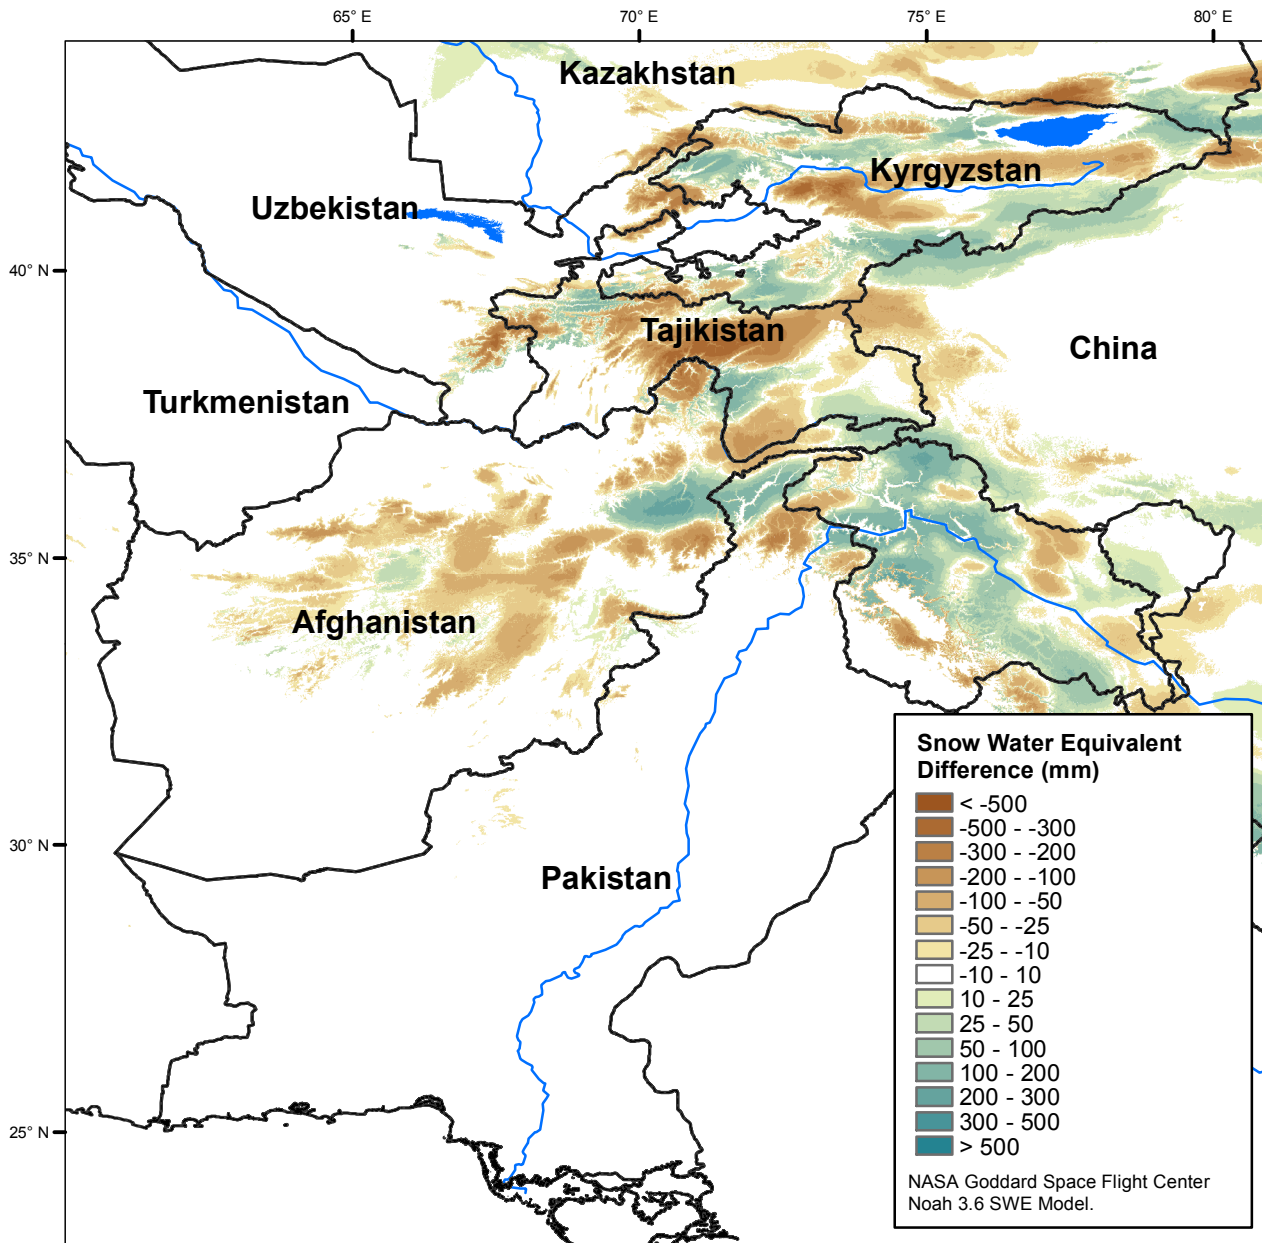 65° E
70° E
75° E
80° E
Kazakhstan
Kyrgyzstan
Uzbekistan
40° N
Tajikistan
China
Turkmenistan
35° N
Afghanistan
Snow Water Equivalent
Difference (mm)
< -500
-500 - -300
-300 - -200
-200 - -100
-100 - -50
-50 - -25
-25 - -10
-10 - 10
10 - 25
25 - 50
50 - 100
100 - 200
200 - 300
300 - 500
> 500
NASA Goddard Space Flight Center
Noah 3.6 SWE Model.
30° N
Pakistan
25° N